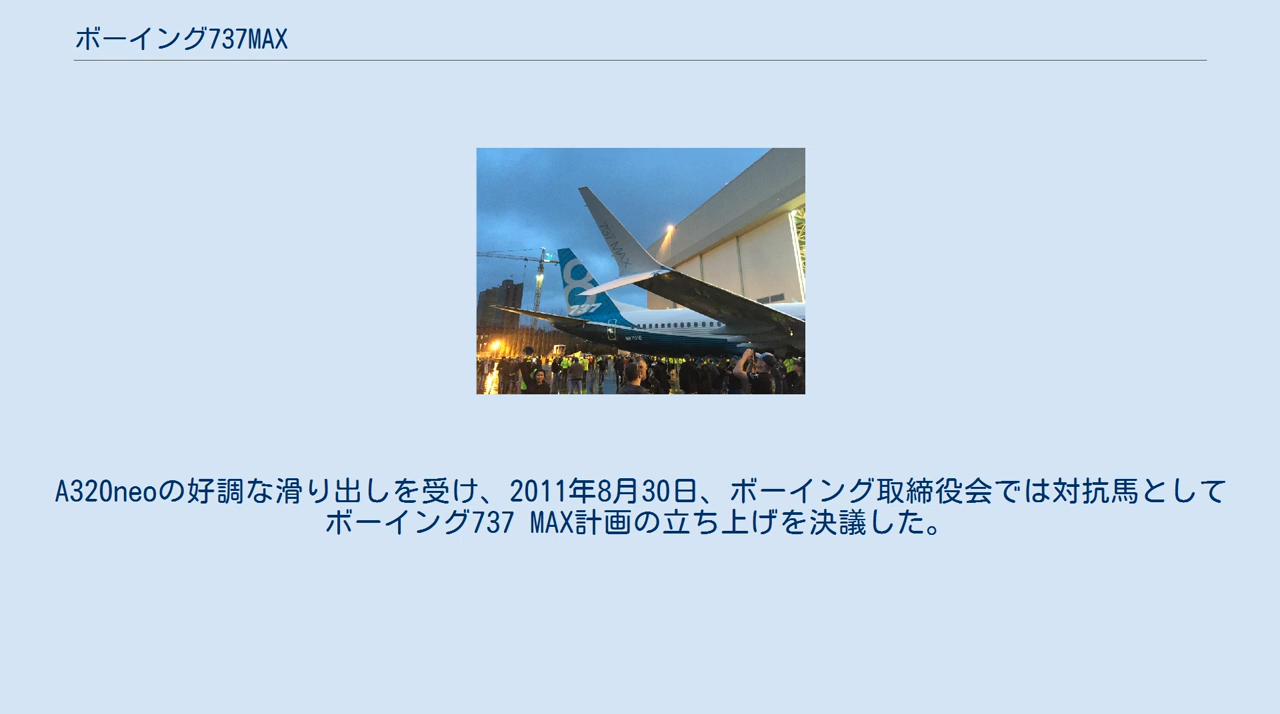 ボーイング737MAX
737 MAX
8
737
A320neoの好調な滑り出しを受け、2011年8月30日、ボーイング取締役会では対抗馬として
ボーイング737 MAX計画の立ち上げを決議した。